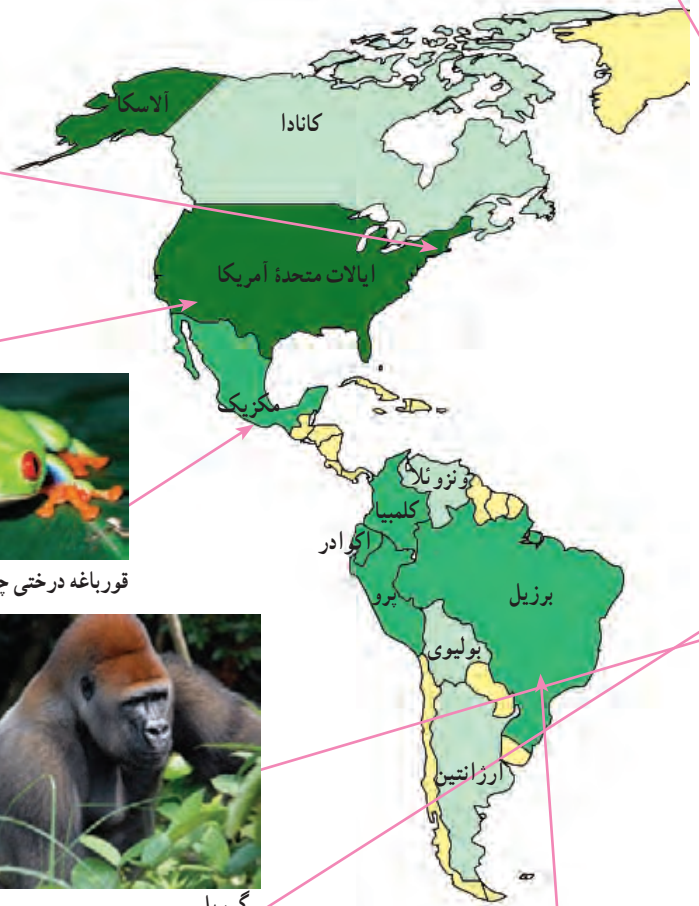 آلاسکا
کانادا
ایالات متحدهٔ آمریکا
مکزیک
ونزوئلا
کلمبیا
اکوادر
پرو
برزیل
بولیوی
آرژانتین
قورباغه درختی